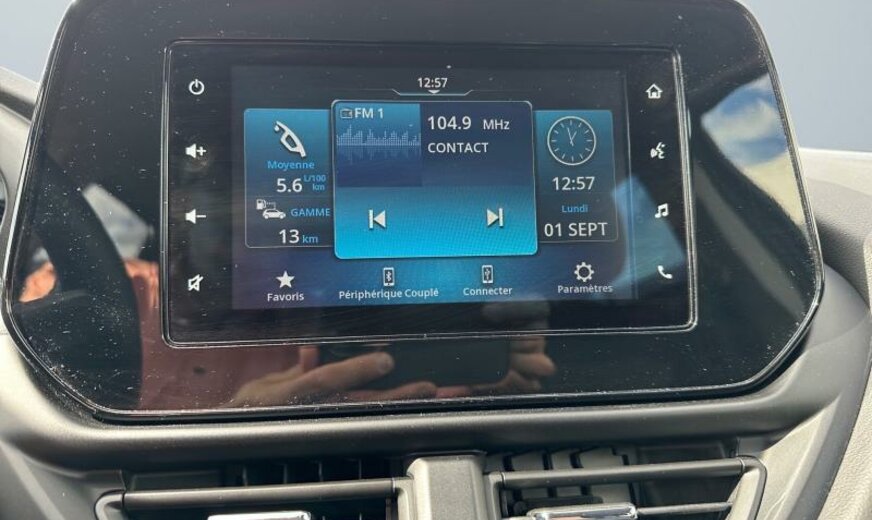 12:57
Moyenne
5.6 L/100 km
GAMME
13 km
FM 1
104.9 MHz
CONTACT
12:57
Lundi
01 SEPT
Favoris
Périphérique Couplé
Connecter
Paramètres